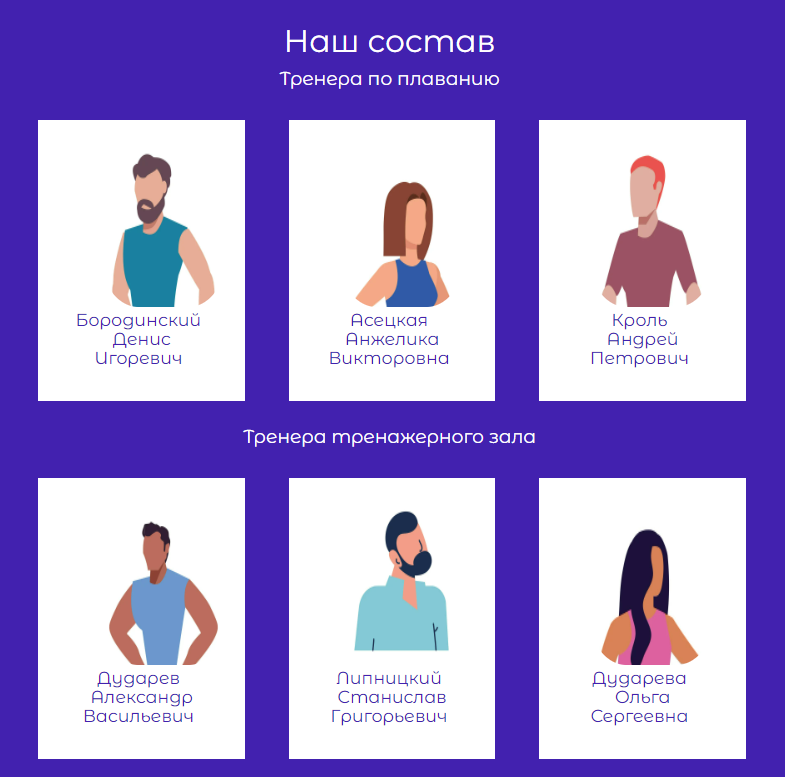 Наш состав
Тренера по плаванию
Бородинский
Денис
Игоревич
Асецкая
Анжелика
Викторовна
Кроль
Андрей
Петрович
Тренера тренажерного зала
Дударев
Александр
Васильевич
Липницкий
Станислав
Григорьевич
Дударева
Ольга
Сергеевна